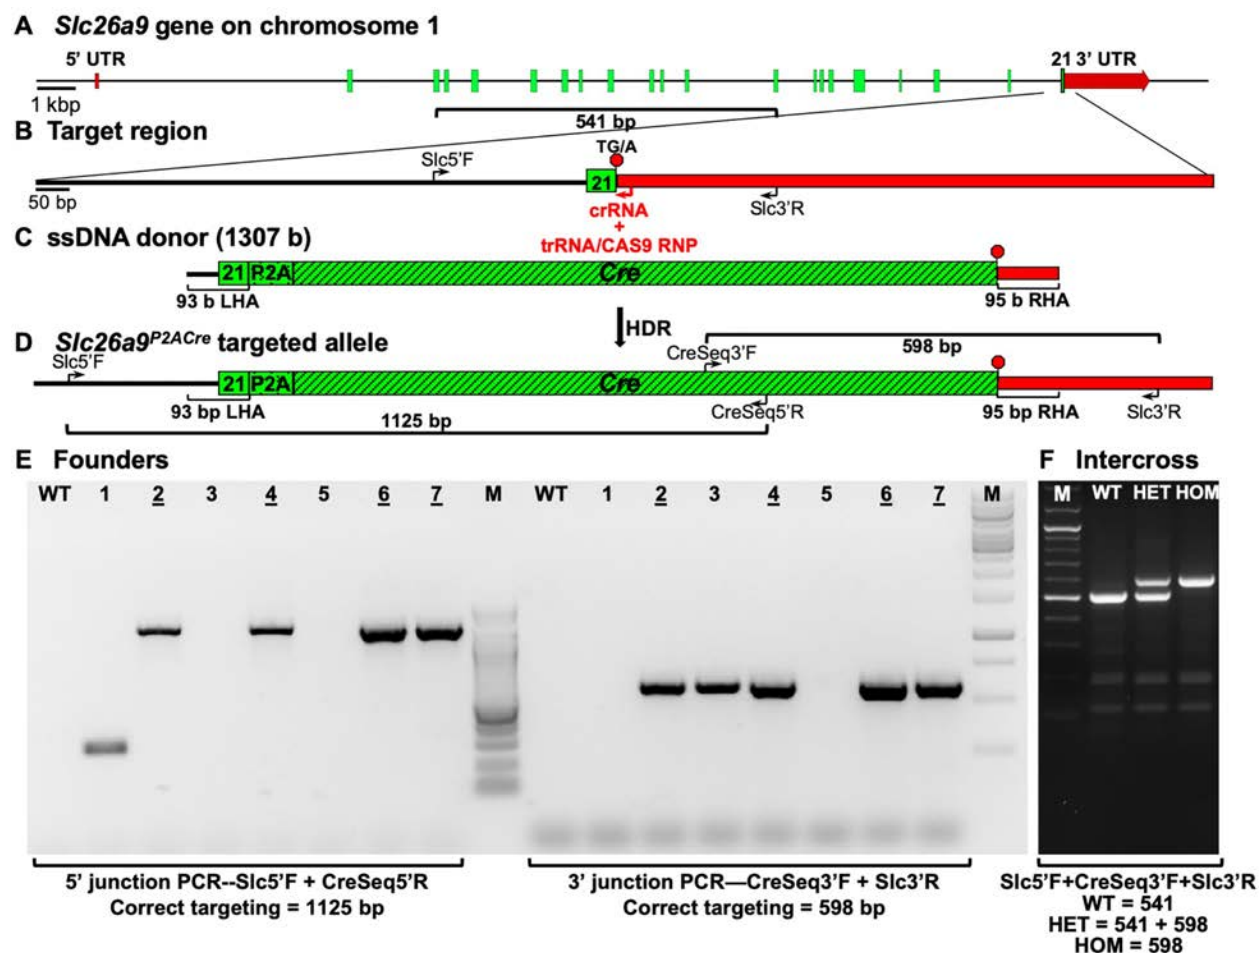 A Slc26a9 gene on chromosome 1
5' UTR
21 3' UTR
1 kbp
541 bp
B Target region
TG/A
Slc5'F
21
50 bp
crRNA
+
trRNA/CAS9 RNP
Slc3'R
C ssDNA donor (1307 b)
21 P2A Cre
93 b LHA
95 b RHA
HDR
D Slc26a9P2ACre targeted allele
Slc5'F
CreSeq3'F
598 bp
21 P2A Cre
93 bp LHA
CreSeq5'R
95 bp RHA
Slc3'R
1125 bp
E Founders
WT 1 2 3 4 5 6 7 M WT 1 2 3 4 5 6 7 M
5' junction PCR--Slc5'F + CreSeq5'R
Correct targeting = 1125 bp
3' junction PCR—CreSeq3'F + Slc3'R
Correct targeting = 598 bp
F Intercross
M WT HET HOM
Slc5'F+CreSeq3'F+Slc3'R
WT = 541
HET = 541 + 598
HOM = 598